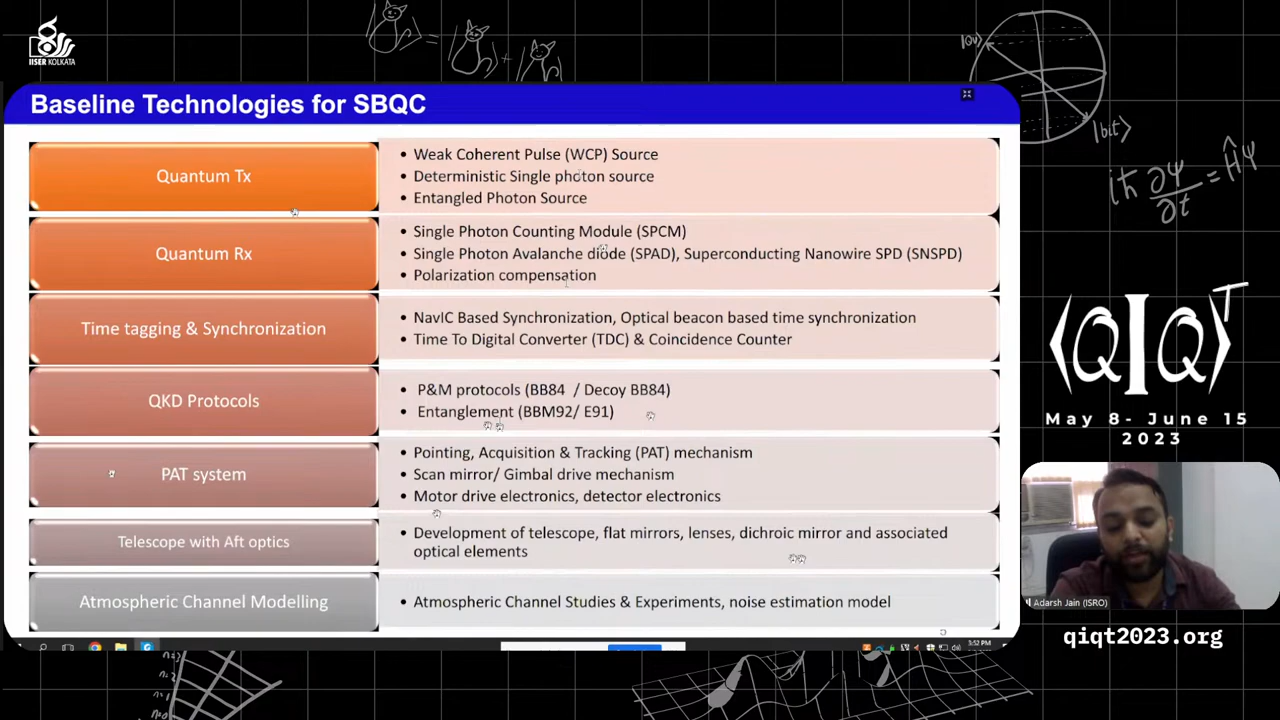 IISER KOLKATA
Baseline Technologies for SBQC
Quantum Tx
• Weak Coherent Pulse (WCP) Source
• Deterministic Single photon source
• Entangled Photon Source
Quantum Rx
• Single Photon Counting Module (SPCM)
• Single Photon Avalanche diode (SPAD), Superconducting Nanowire SPD (SNSPD)
• Polarization compensation
Time tagging & Synchronization
• NavIC Based Synchronization, Optical beacon based time synchronization
• Time To Digital Converter (TDC) & Coincidence Counter
QKD Protocols
• P&M protocols (BB84 / Decoy BB84)
• Entanglement (BBM92/ E91)
PAT system
• Pointing, Acquisition & Tracking (PAT) mechanism
• Scan mirror/ Gimbal drive mechanism
• Motor drive electronics, detector electronics
Telescope with Aft optics
• Development of telescope, flat mirrors, lenses, dichroic mirror and associated
optical elements
Atmospheric Channel Modelling
• Atmospheric Channel Studies & Experiments, noise estimation model
3:52 PM
|bit⟩
iħ ∂ψ/∂t = Ĥψ
⟨QIQ⟩T
May 8- June 15
2023
Adarsh Jain (ISRO)
qiqt2023.org
n=2
n=1
n=0